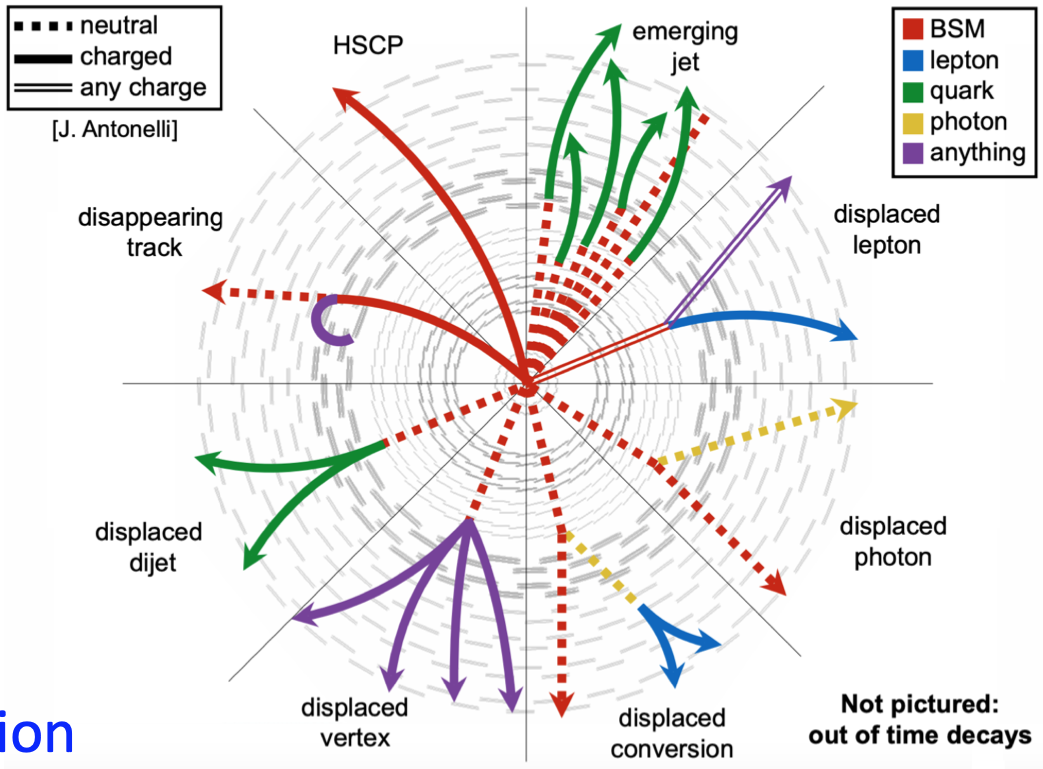 neutral
charged
any charge
[J. Antonelli]
HSCP
emerging
jet
BSM
lepton
quark
photon
anything
disappearing
track
displaced
lepton
displaced
dijet
displaced
photon
displaced
vertex
displaced
conversion
Not pictured:
out of time decays
ion